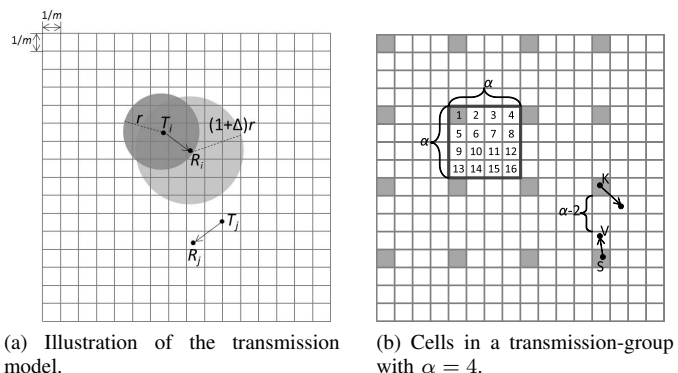 1/m
1/m
r
T_i
(1+Δ)r
R_i
T_j
R_j
(a) Illustration of the transmission
model.
α
α
1 2 3 4
5 6 7 8
9 10 11 12
13 14 15 16
K
α-2
V
S
(b) Cells in a transmission-group
with α = 4.